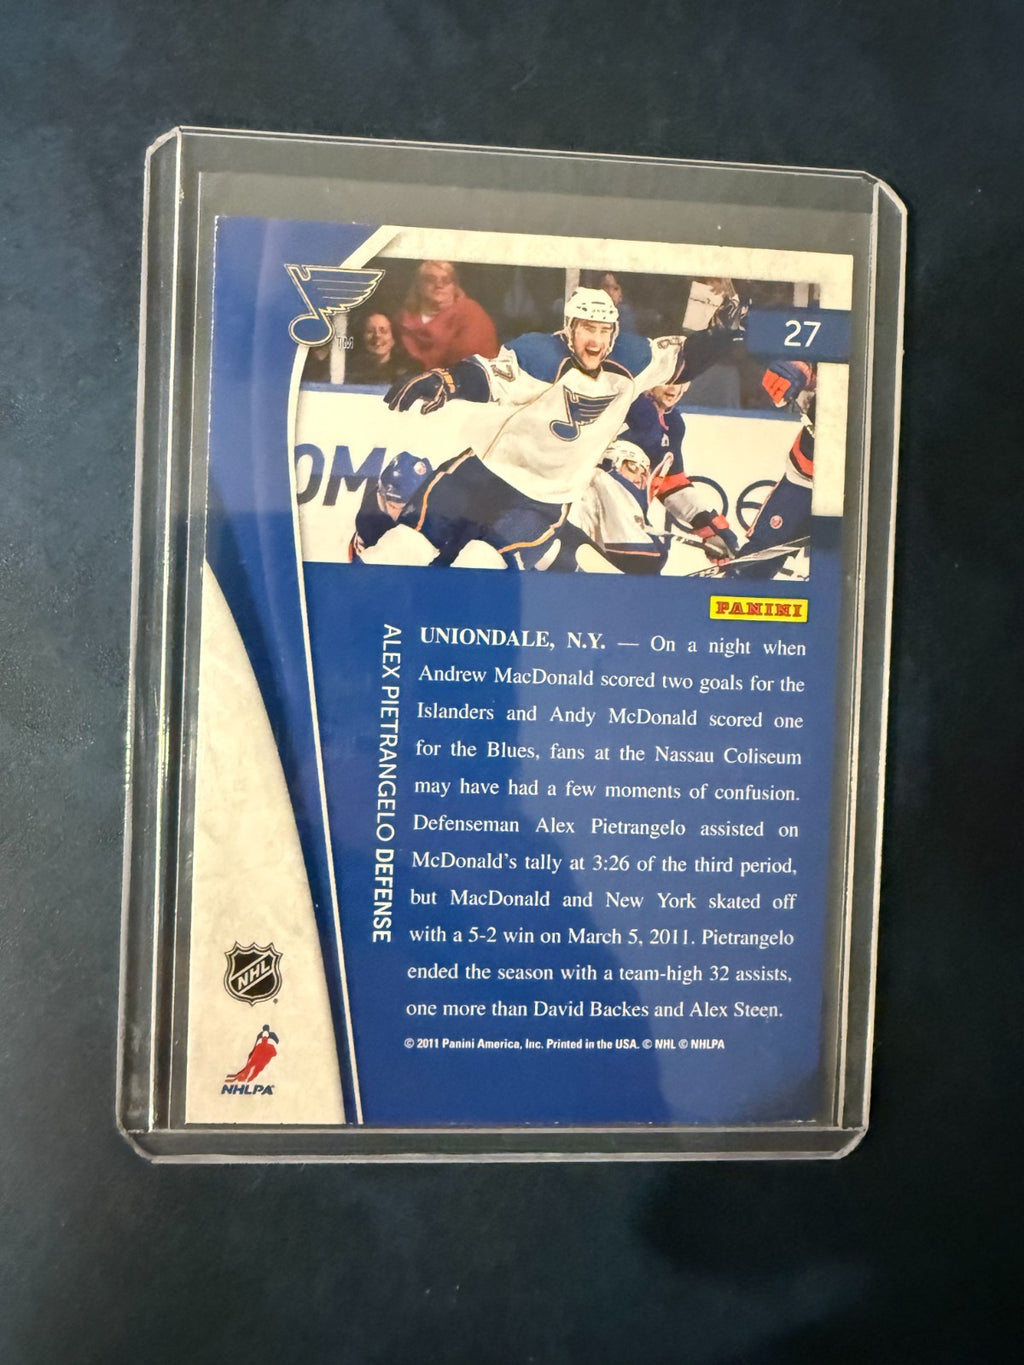 TM
27
OM
PANINI
ALEX PIETRANGELO DEFENSE
UNIONDALE, N.Y. — On a night when
Andrew MacDonald scored two goals for the
Islanders and Andy McDonald scored one
for the Blues, fans at the Nassau Coliseum
may have had a few moments of confusion.
Defenseman Alex Pietrangelo assisted on
McDonald's tally at 3:26 of the third period,
but MacDonald and New York skated off
with a 5-2 win on March 5, 2011. Pietrangelo
ended the season with a team-high 32 assists,
one more than David Backes and Alex Steen.
© 2011 Panini America, Inc. Printed in the USA. © NHL © NHLPA
NHL
NHLPA